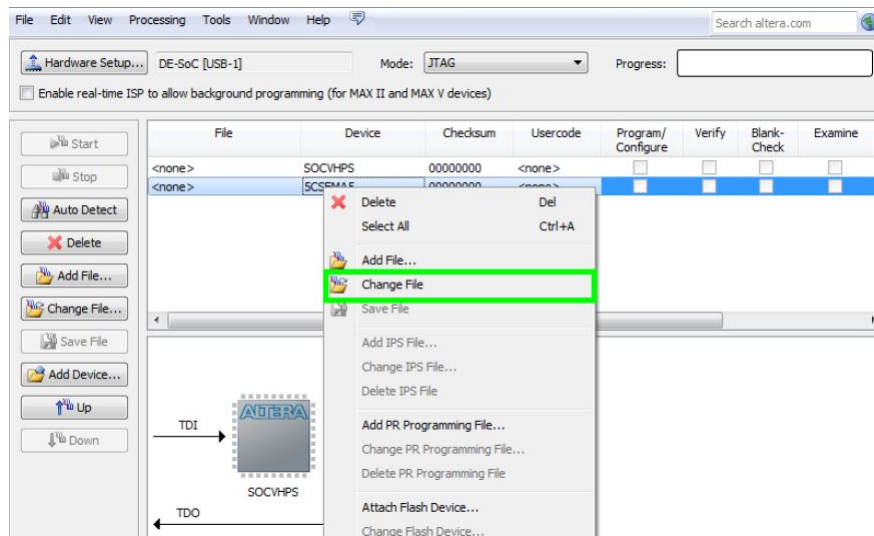 File Edit View Processing Tools Window Help Search altera.com
Hardware Setup... DE-SoC [USB-1] Mode: JTAG Progress:
Enable real-time ISP to allow background programming (for MAX II and MAX V devices)
Start
Stop
Auto Detect
Delete
Add File...
Change File...
Save File
Add Device...
Up
Down
File Device Checksum Usercode Program/Configure Verify Blank-Check Examine
<none> SOCVHPS 00000000 <none>
<none> 5CSEMA5 00000000 <none>
Delete Del
Select All Ctrl+A
Add File...
Change File
Save File
Add IPS File...
Change IPS File...
Delete IPS File
Add PR Programming File...
Change PR Programming File...
Delete PR Programming File
Attach Flash Device...
Change Flash Device...
TDI
ALTERA
SOCVHPS
TDO